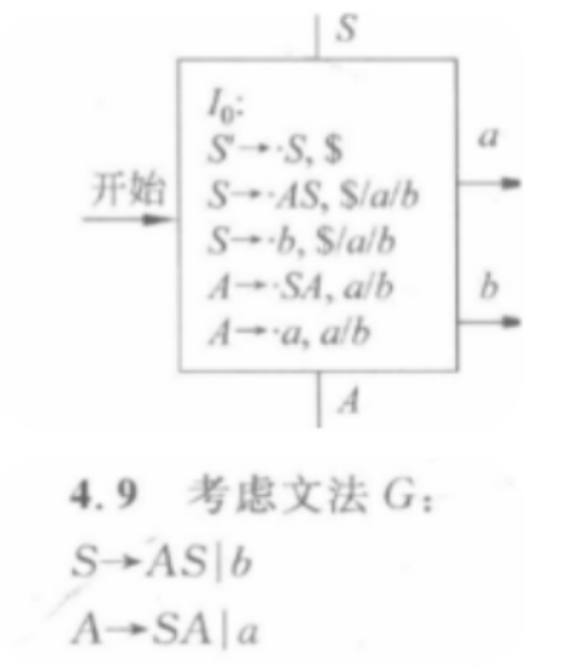 S
I₀:
S'→·S, $
a
开始
S→·AS, $/a/b
S→·b, $/a/b
A→·SA, a/b
b
A→·a, a/b
A
4.9 考虑文法 G:
S→AS|b
A→SA|a